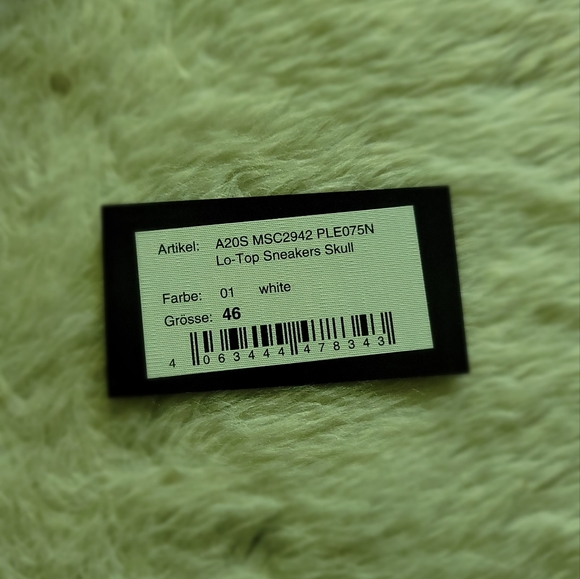 Artikel: A20S MSC2942 PLE075N
Lo-Top Sneakers Skull
Farbe: 01 white
Grösse: 46
4 063444 478343